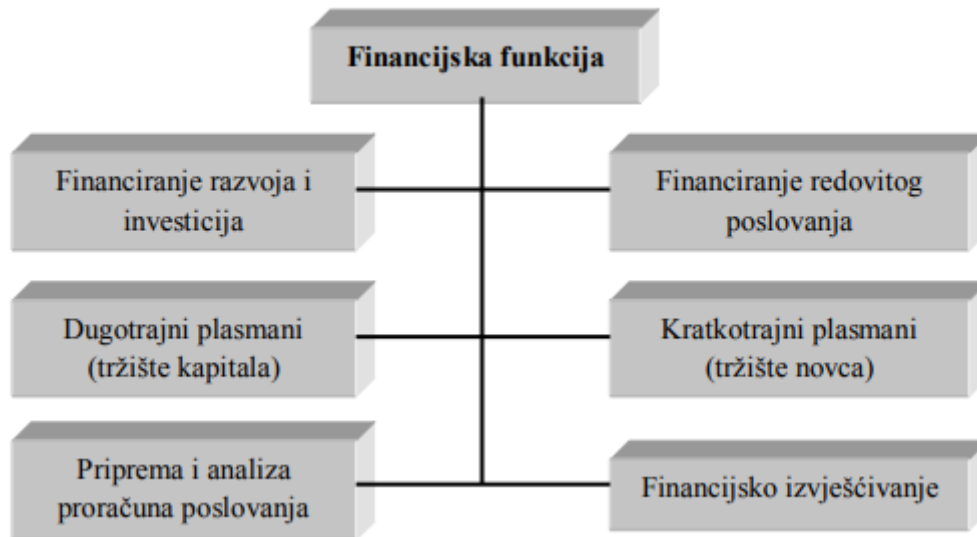 Financijska funkcija
Financiranje razvoja i
investicija
Financiranje redovitog
poslovanja
Dugotrajni plasmani
(tržište kapitala)
Kratkotrajni plasmani
(tržište novca)
Priprema i analiza
proračuna poslovanja
Financijsko izvješćivanje